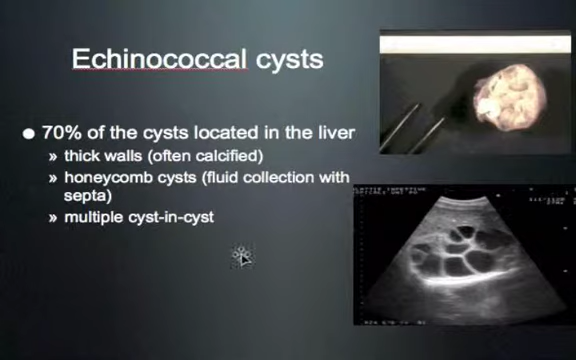 Echinococcal cysts
● 70% of the cysts located in the liver
» thick walls (often calcified)
» honeycomb cysts (fluid collection with
septa)
» multiple cyst-in-cyst